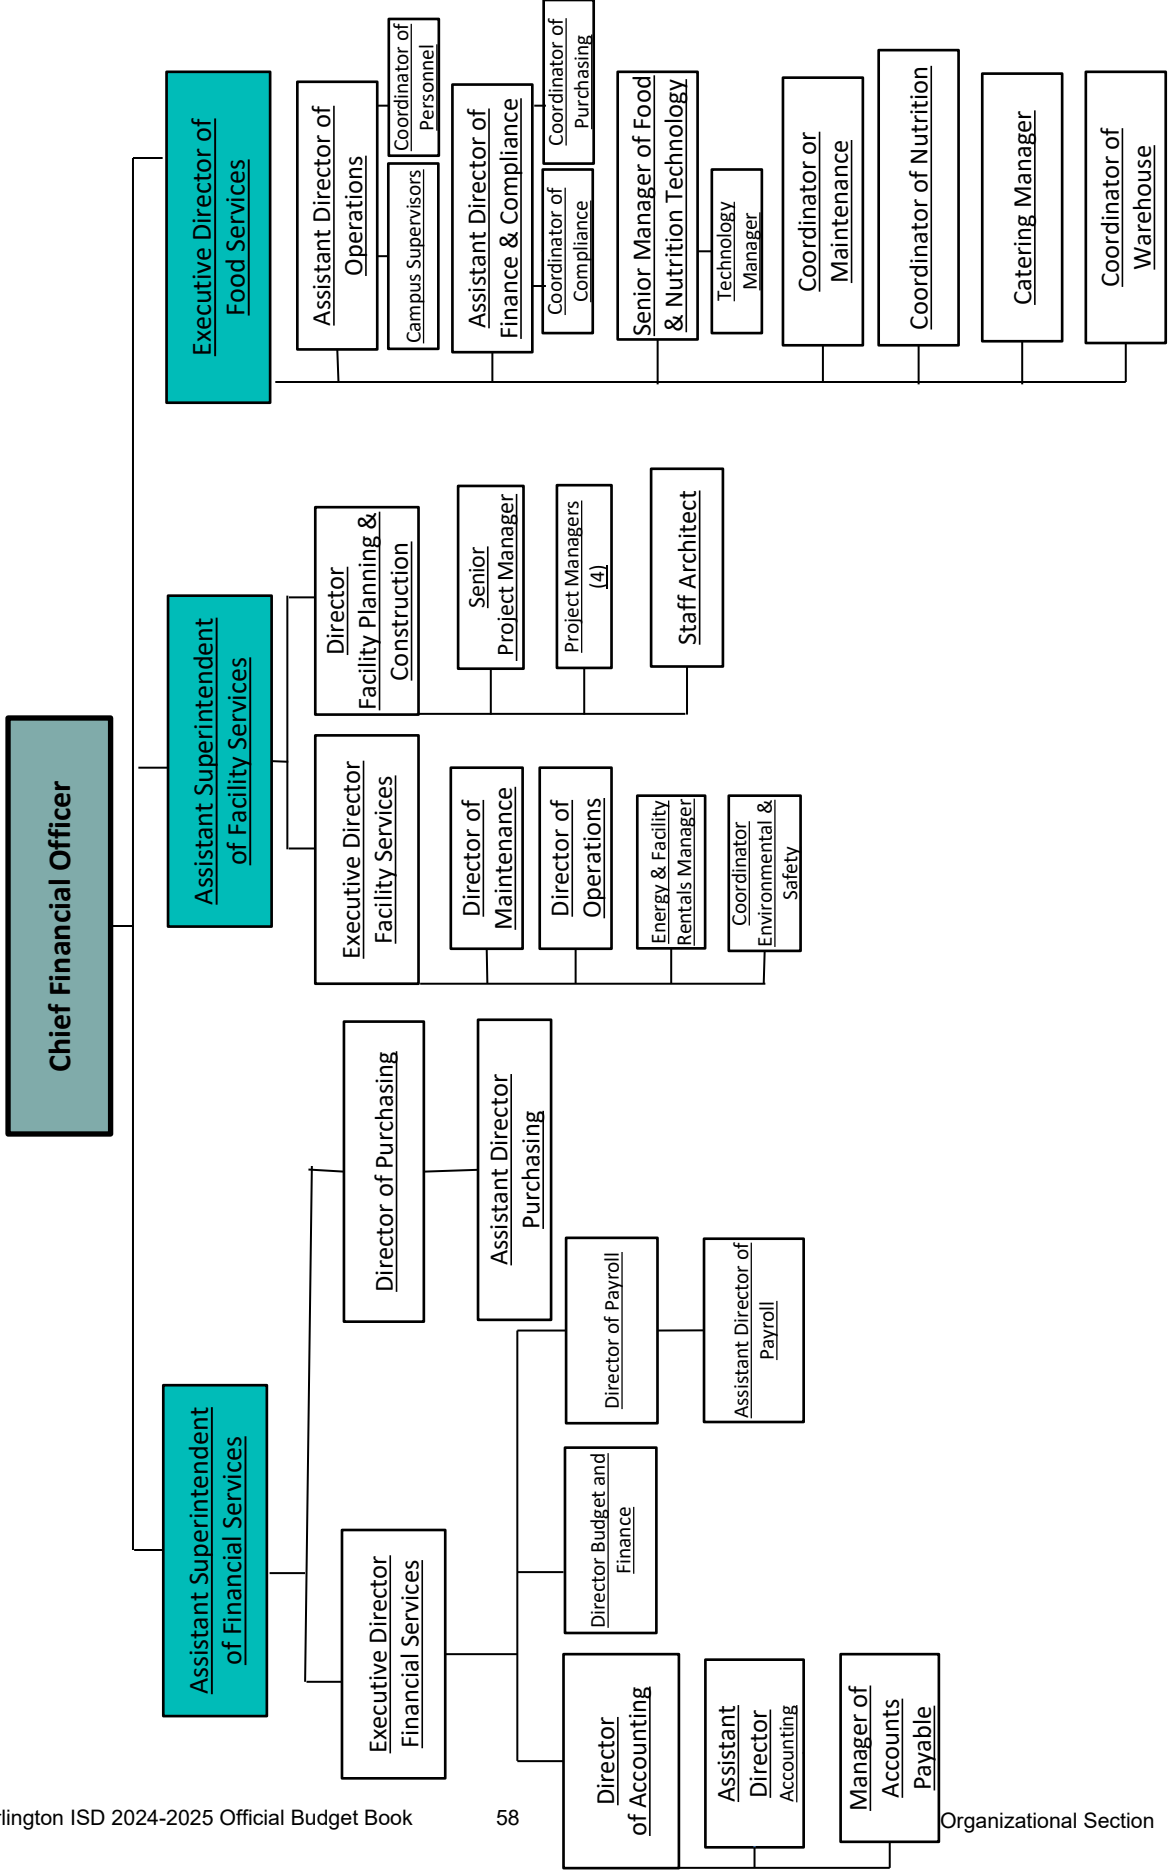 Chief Financial Officer
Assistant Superintendent
of Financial Services
Executive Director
Financial Services
Director
of Accounting
Assistant
Director
Accounting
Manager of
Accounts
Payable
Director Budget and
Finance
Director of Payroll
Assistant Director of
Payroll
Director of Purchasing
Assistant Director
Purchasing
Assistant Superintendent
of Facility Services
Executive Director
Facility Services
Director of
Maintenance
Director of
Operations
Energy & Facility
Rentals Manager
Coordinator
Environmental &
Safety
Director
Facility Planning &
Construction
Senior
Project Manager
Project Managers
(4)
Staff Architect
Executive Director of
Food Services
Assistant Director of
Operations
Campus Supervisors
Coordinator of
Personnel
Assistant Director of
Finance & Compliance
Coordinator of
Compliance
Coordinator of
Purchasing
Senior Manager of Food
& Nutrition Technology
Technology
Manager
Coordinator or
Maintenance
Coordinator of Nutrition
Catering Manager
Coordinator of
Warehouse
rlington ISD 2024-2025 Official Budget Book
58
Organizational Section